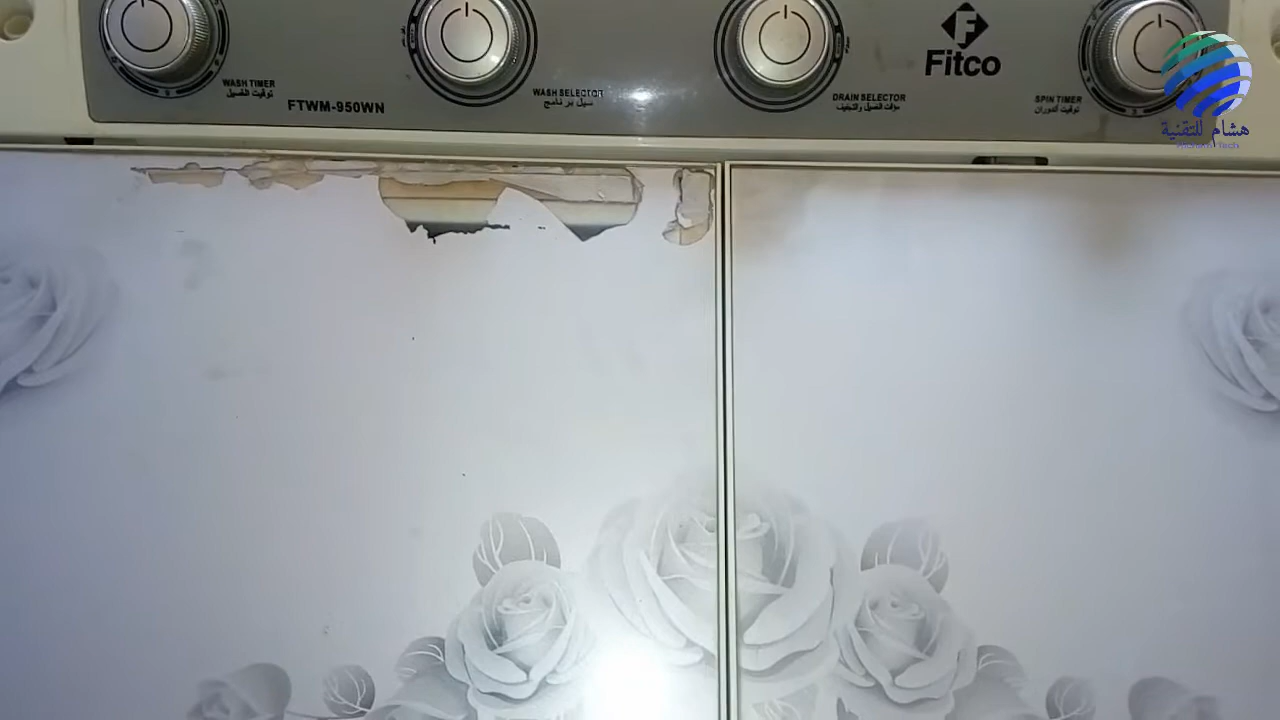 WASH TIMER
توقيت الغسيل
FTWM-950WN
WASH SELECTOR
DRAIN SELECTOR
Fitco
SPIN TIMER
توقيت الدوران
هشام للتقنية